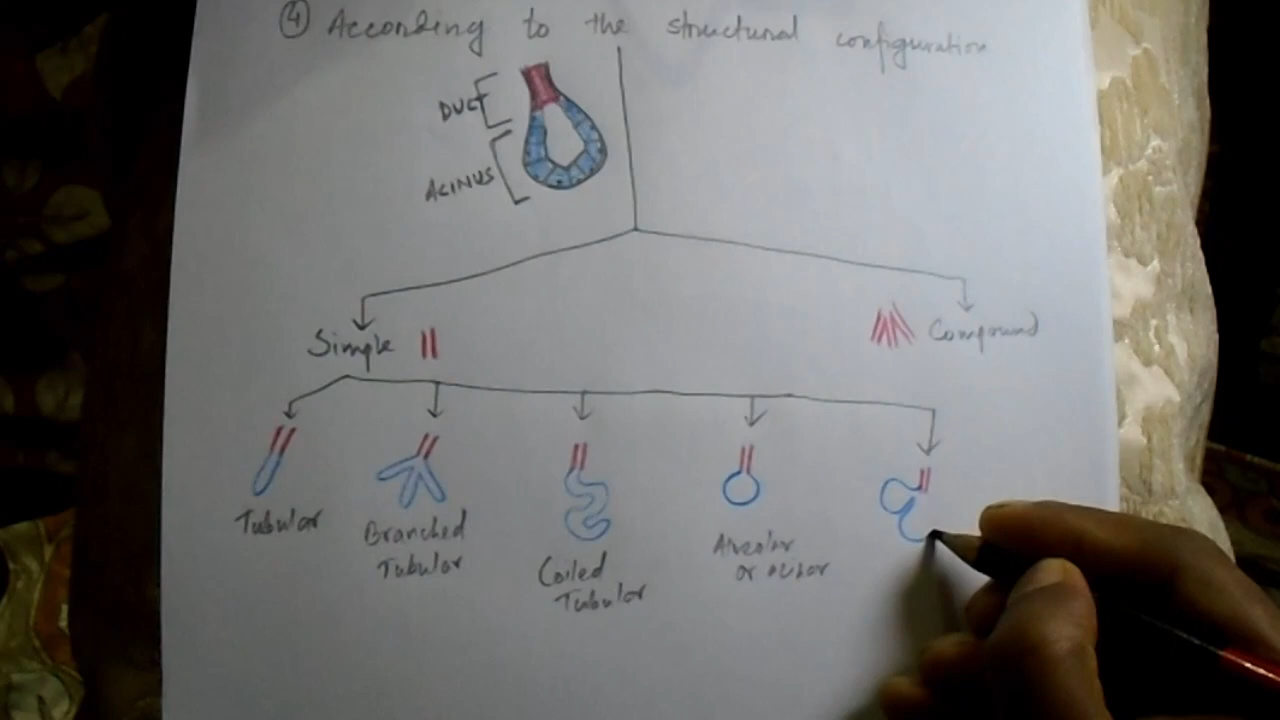 ④ According to the structural configuration
DUCT
ACINUS
Simple
Compound
Tubular
Branched
Tubular
Coiled
Tubular
Alveolar
or acinar